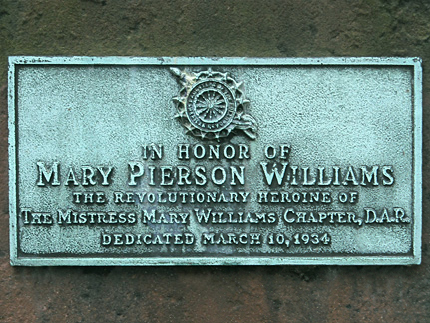 IN HONOR OF
MARY PIERSON WILLIAMS
THE REVOLUTIONARY HEROINE OF
THE MISTRESS MARY WILLIAMS CHAPTER, D.A.R.
DEDICATED MARCH 10, 1934